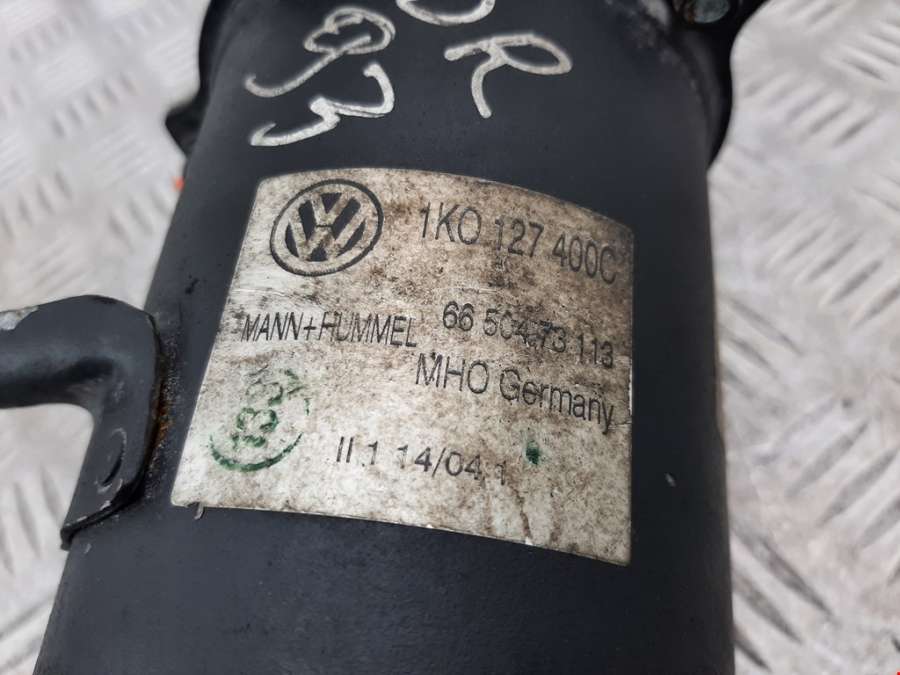 R
1K0 127 400C
MANN+HUMMEL 66 504 73 113
MHO Germany
II 1 14/04 1